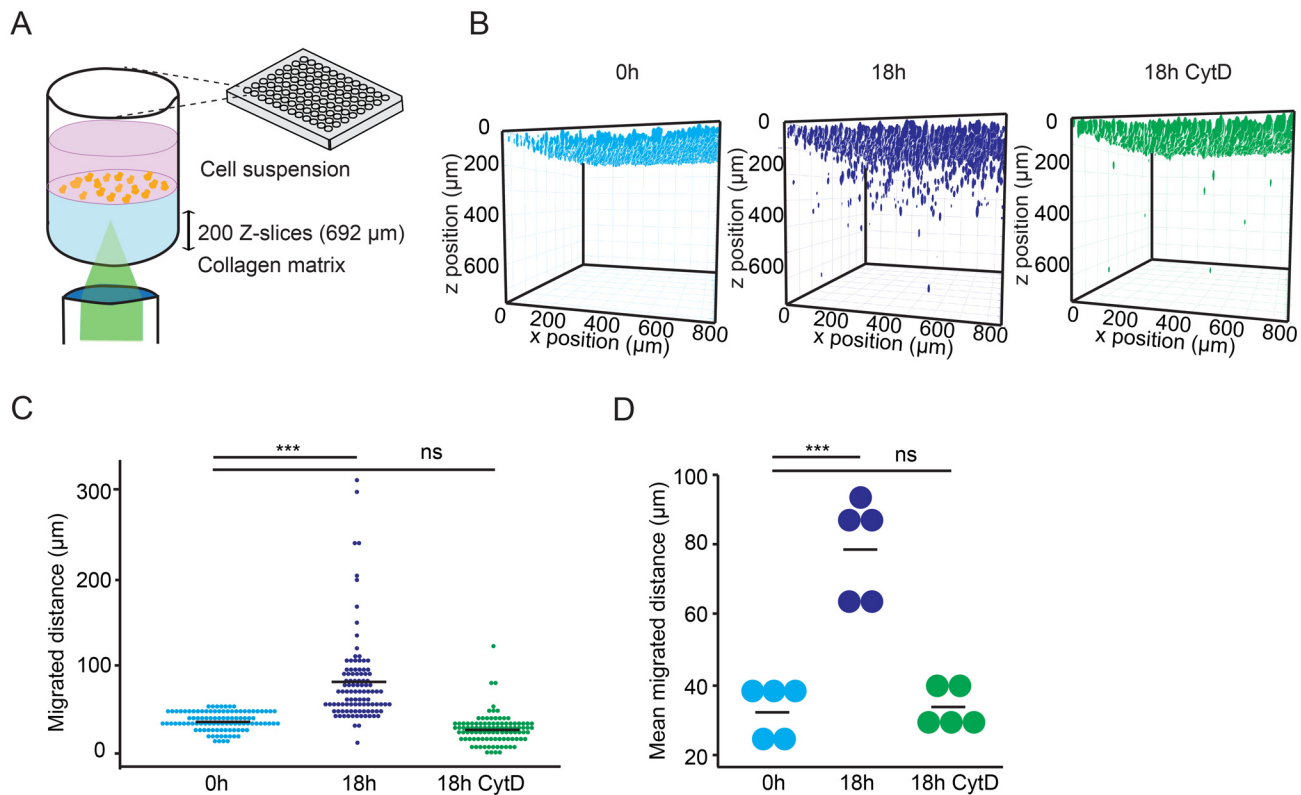 A
Cell suspension
200 Z-slices (692 µm)
Collagen matrix
B
0h
18h
18h CytD
0
200
400
600
z position (µm)
0
200
400
600
800
x position (µm)
0
200
400
600
z position (µm)
0
200
400
600
800
x position (µm)
0
200
400
600
z position (µm)
0
200
400
600
800
x position (µm)
C
***
ns
300
200
100
0
Migrated distance (µm)
0h
18h
18h CytD
D
***
ns
100
80
60
40
20
Mean migrated distance (µm)
0h
18h
18h CytD